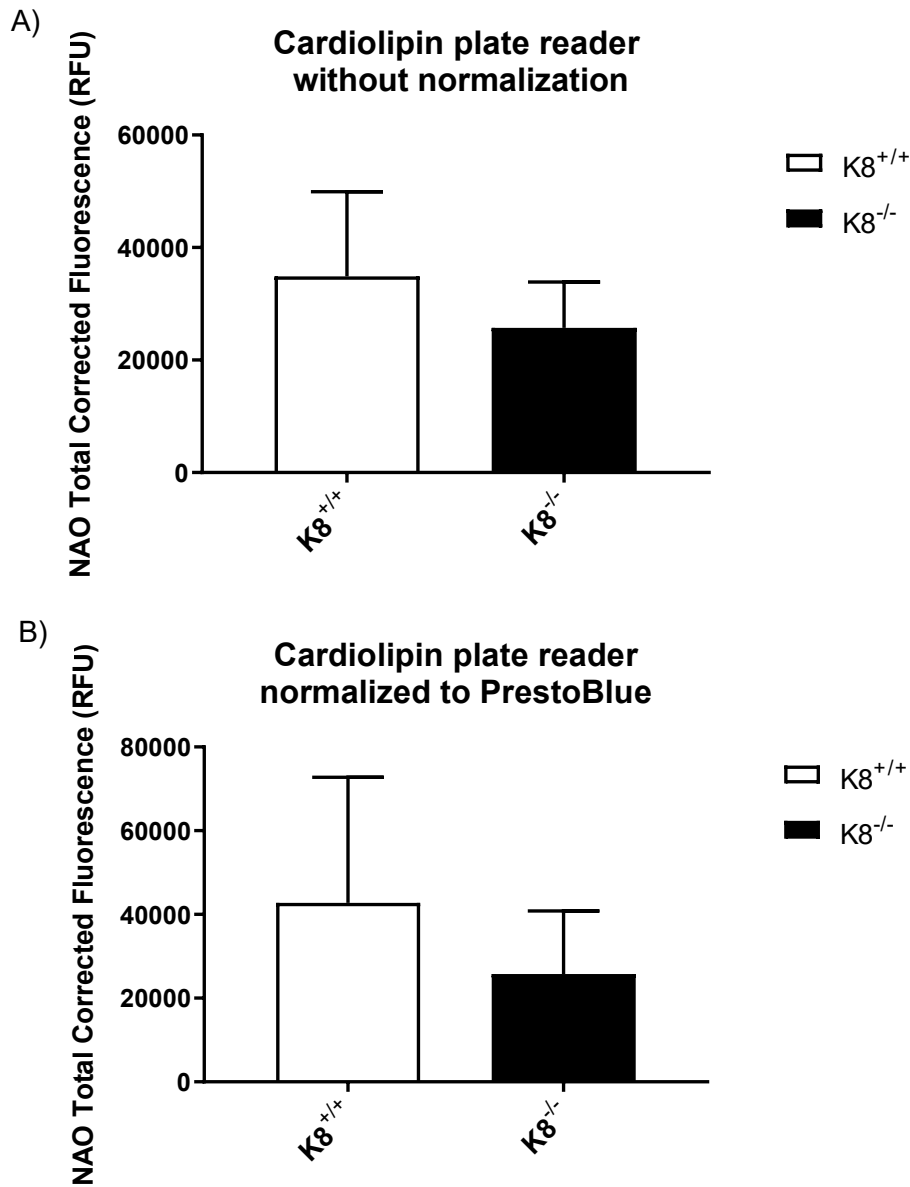 A)
Cardiolipin plate reader
without normalization
NAO Total Corrected Fluorescence (RFU)
60000
40000
20000
0
K8+/+
K8-/-
K8+/+
K8-/-
B)
Cardiolipin plate reader
normalized to PrestoBlue
NAO Total Corrected Fluorescence (RFU)
80000
60000
40000
20000
0
K8+/+
K8-/-
K8+/+
K8-/-